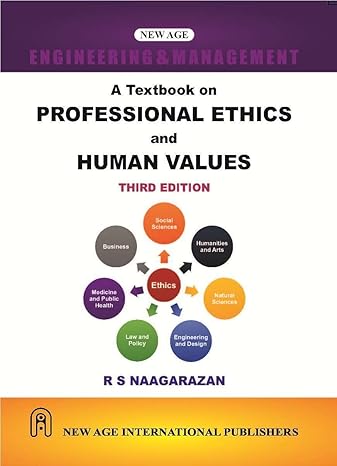 NEW AGE
ENGINEERING & MANAGEMENT
A Textbook on
PROFESSIONAL ETHICS
and
HUMAN VALUES
THIRD EDITION
Social
Sciences
Business
Humanities
and Arts
Ethics
Medicine
and Public
Health
Natural
Sciences
Law and
Policy
Engineering
and Design
R S NAAGARAZAN
NEW AGE INTERNATIONAL PUBLISHERS